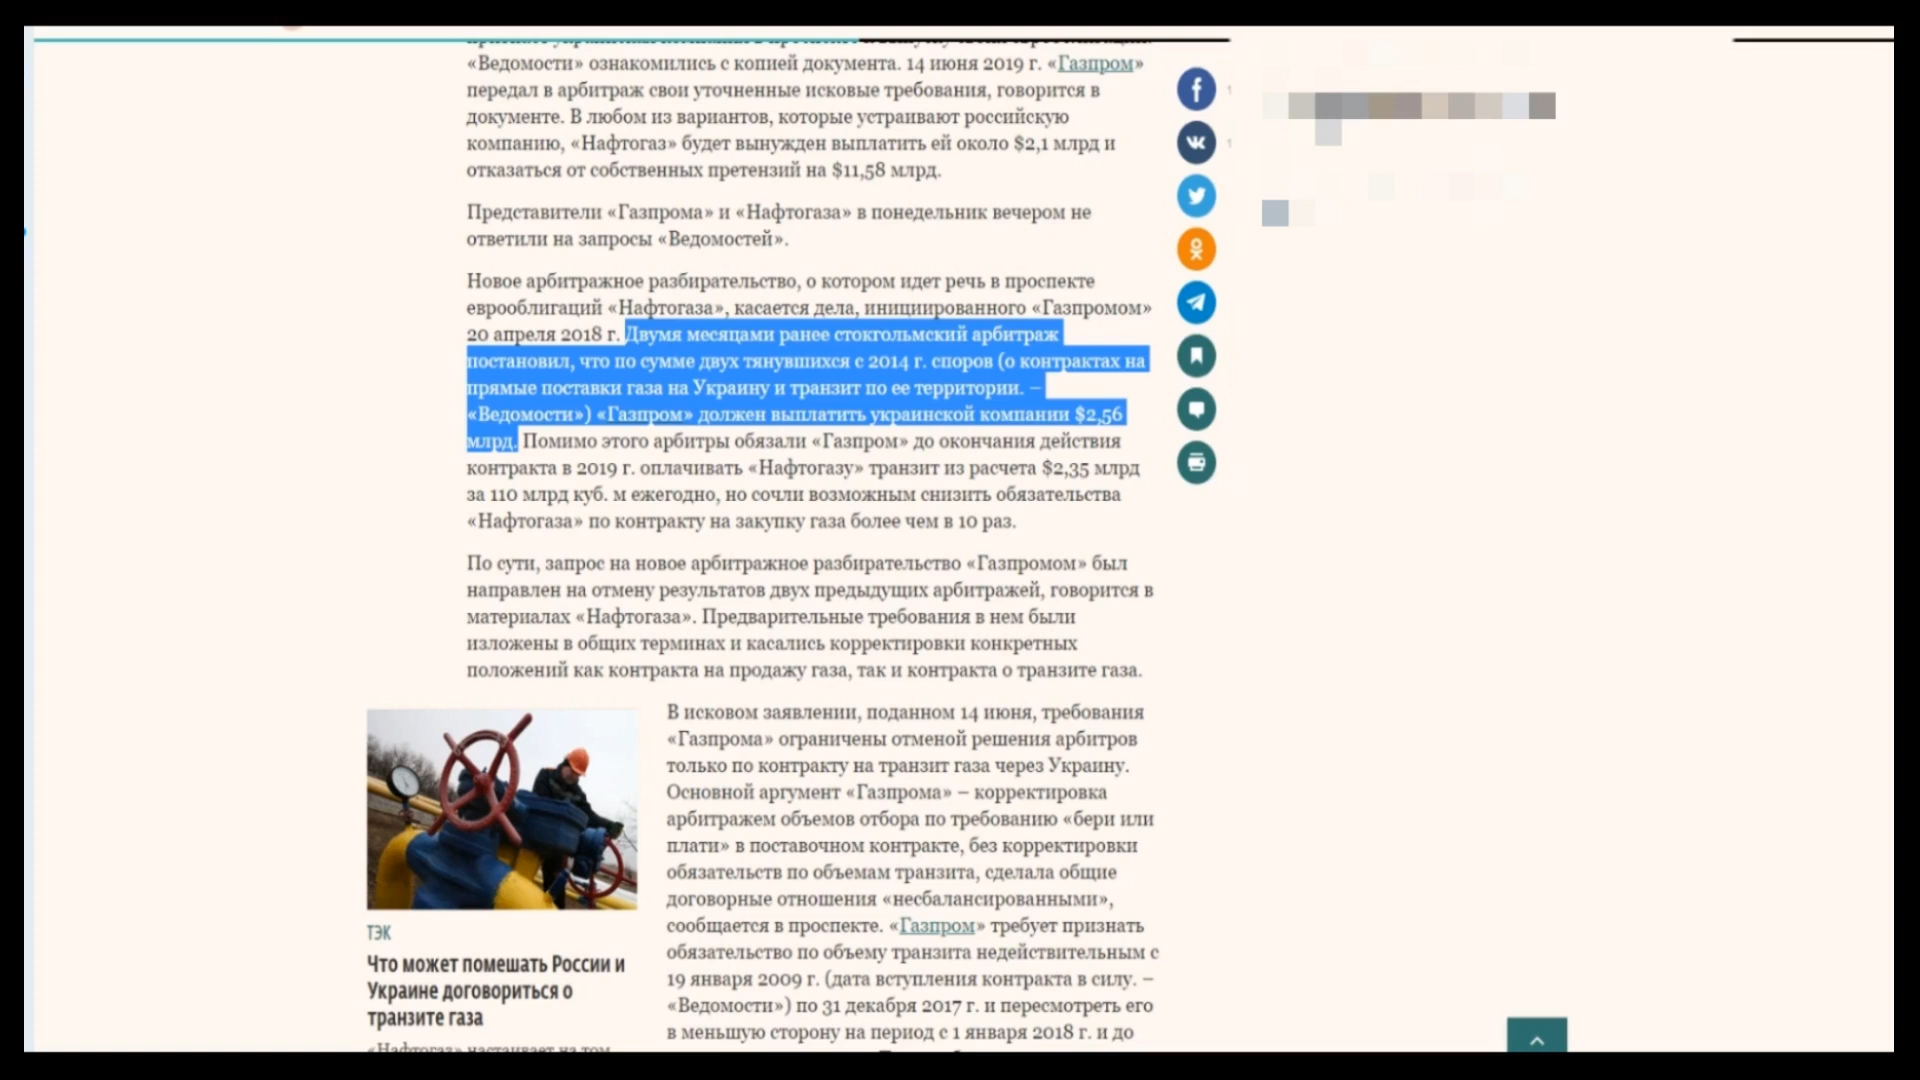 «Ведомости» ознакомились с копией документа. 14 июня 2019 г. «Газпром»
передал в арбитраж свои уточненные исковые требования, говорится в
документе. В любом из вариантов, которые устраивают российскую
компанию, «Нафтогаз» будет вынужден выплатить ей около $2,1 млрд и
отказаться от собственных претензий на $11,58 млрд.
Представители «Газпрома» и «Нафтогаза» в понедельник вечером не
ответили на запросы «Ведомостей».
Новое арбитражное разбирательство, о котором идет речь в проспекте
еврооблигаций «Нафтогаза», касается дела, инициированного «Газпромом»
20 апреля 2018 г. Двумя месяцами ранее стокгольмский арбитраж
постановил, что по сумме двух тянувшихся с 2014 г. споров (о контрактах на
прямые поставки газа на Украину и транзит по ее территории. –
«Ведомости») «Газпром» должен выплатить украинской компании $2,56
млрд. Помимо этого арбитры обязали «Газпром» до окончания действия
контракта в 2019 г. оплачивать «Нафтогазу» транзит из расчета $2,35 млрд
за 110 млрд куб. м ежегодно, но сочли возможным снизить обязательства
«Нафтогаза» по контракту на закупку газа более чем в 10 раз.
По сути, запрос на новое арбитражное разбирательство «Газпромом» был
направлен на отмену результатов двух предыдущих арбитражей, говорится в
материалах «Нафтогаза». Предварительные требования в нем были
изложены в общих терминах и касались корректировки конкретных
положений как контракта на продажу газа, так и контракта о транзите газа.
В исковом заявлении, поданном 14 июня, требования
«Газпрома» ограничены отменой решения арбитров
только по контракту на транзит газа через Украину.
Основной аргумент «Газпрома» – корректировка
арбитражем объемов отбора по требованию «бери или
плати» в поставочном контракте, без корректировки
обязательств по объемам транзита, сделала общие
договорные отношения «несбалансированными»,
сообщается в проспекте. «Газпром» требует признать
обязательство по объему транзита недействительным с
19 января 2009 г. (дата вступления контракта в силу. –
«Ведомости») по 31 декабря 2017 г. и пересмотреть его
в меньшую сторону на период с 1 января 2018 г. и до
ТЭК
Что может помешать России и
Украине договориться о
транзите газа
«Нафтогаз» настаивает на том